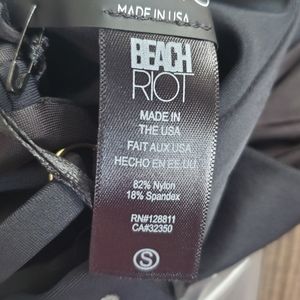 MADE IN USA
BEACH
RIOT
MADE IN
THE USA
FAIT AUX USA
HECHO EN EE UU
82% Nylon
18% Spandex
RN#128811
CA#32350
S